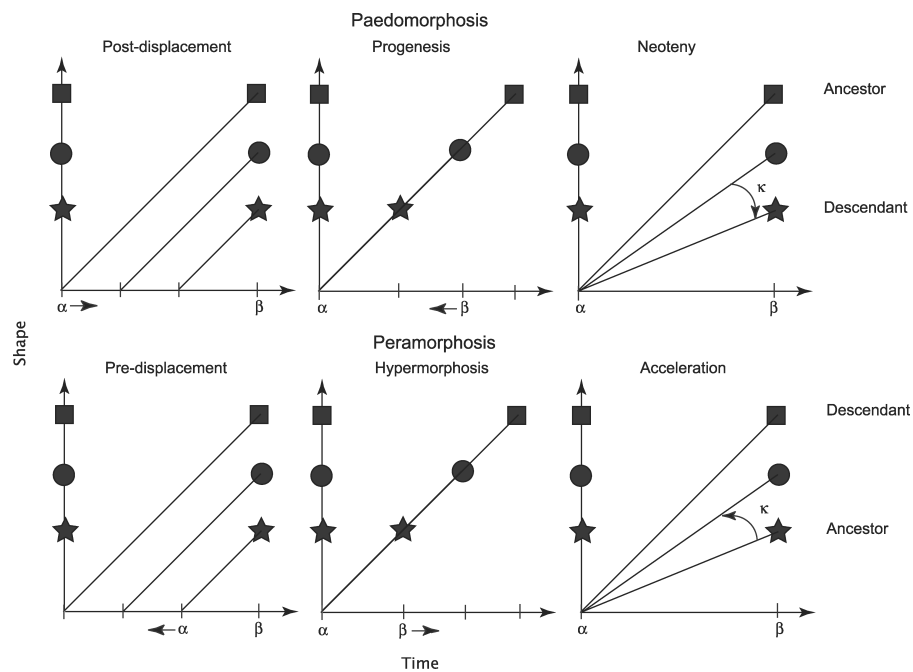 Paedomorphosis
Post-displacement
Progenesis
Neoteny
Ancestor
κ
Descendant
α
β
β
α
β
Shape
Peramorphosis
Pre-displacement
Hypermorphosis
Acceleration
Descendant
κ
Ancestor
α
β
α
β
α
β
Time